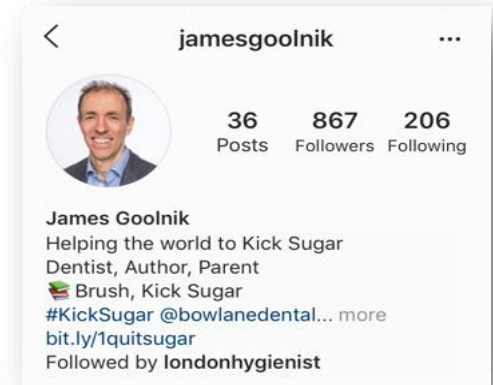 jamesgoolnik
36 867 206
Posts Followers Following
James Goolnik
Helping the world to Kick Sugar
Dentist, Author, Parent
📚 Brush, Kick Sugar
#KickSugar @bowlanedental... more
bit.ly/1quitsugar
Followed by londonhygienist